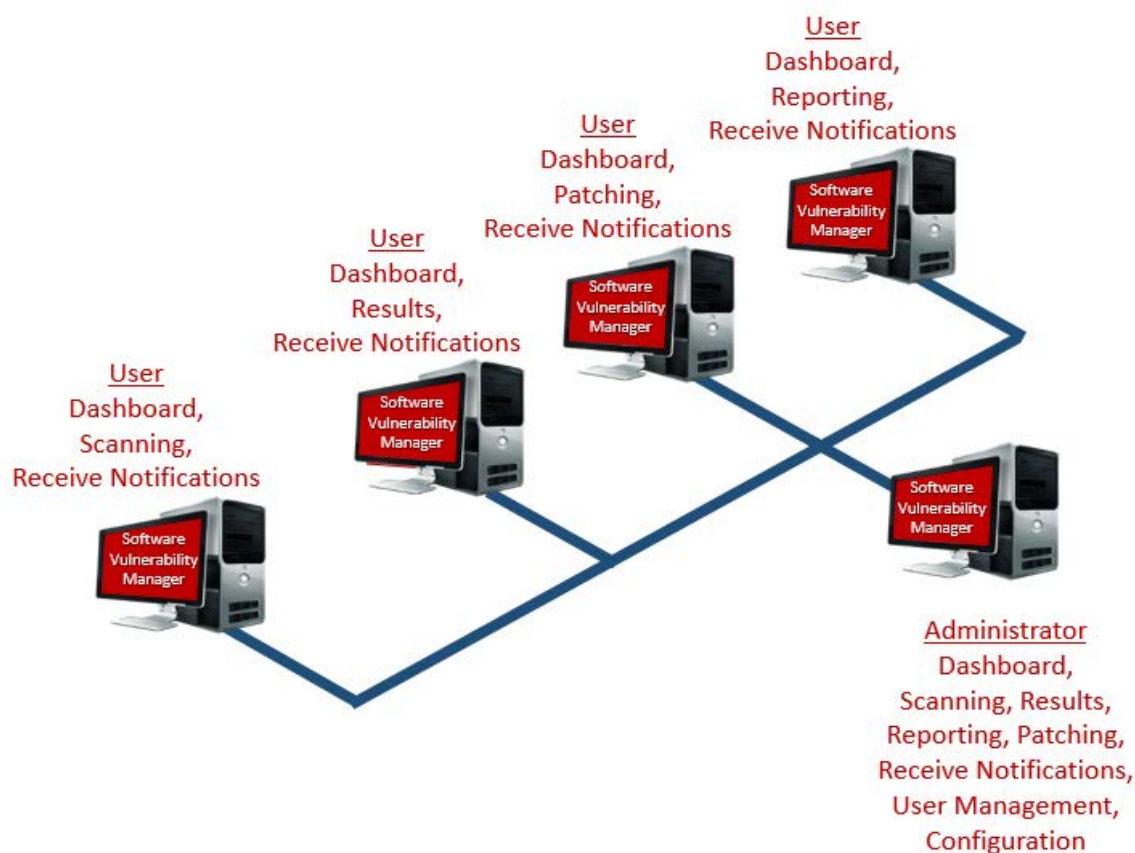 User
Dashboard,
Reporting,
Receive Notifications
Software
Vulnerability
Manager
User
Dashboard,
Patching,
Receive Notifications
Software
Vulnerability
Manager
User
Dashboard,
Results,
Receive Notifications
Software
Vulnerability
Manager
User
Dashboard,
Scanning,
Receive Notifications
Software
Vulnerability
Manager
Software
Vulnerability
Manager
Administrator
Dashboard,
Scanning, Results,
Reporting, Patching,
Receive Notifications,
User Management,
Configuration